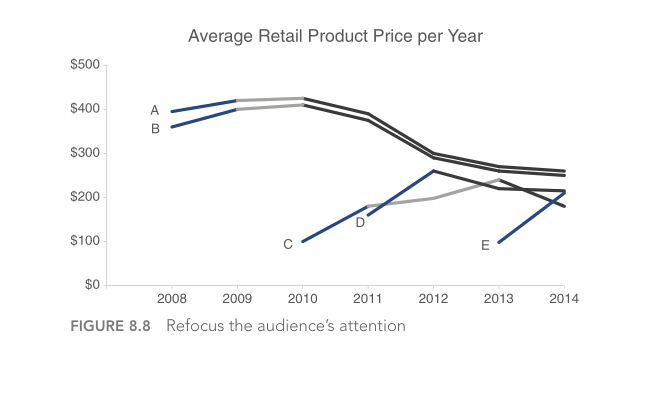 Average Retail Product Price per Year
$500
$400
$300
$200
$100
$0
A
B
C
D
E
2008 2009 2010 2011 2012 2013 2014
FIGURE 8.8 Refocus the audience’s attention